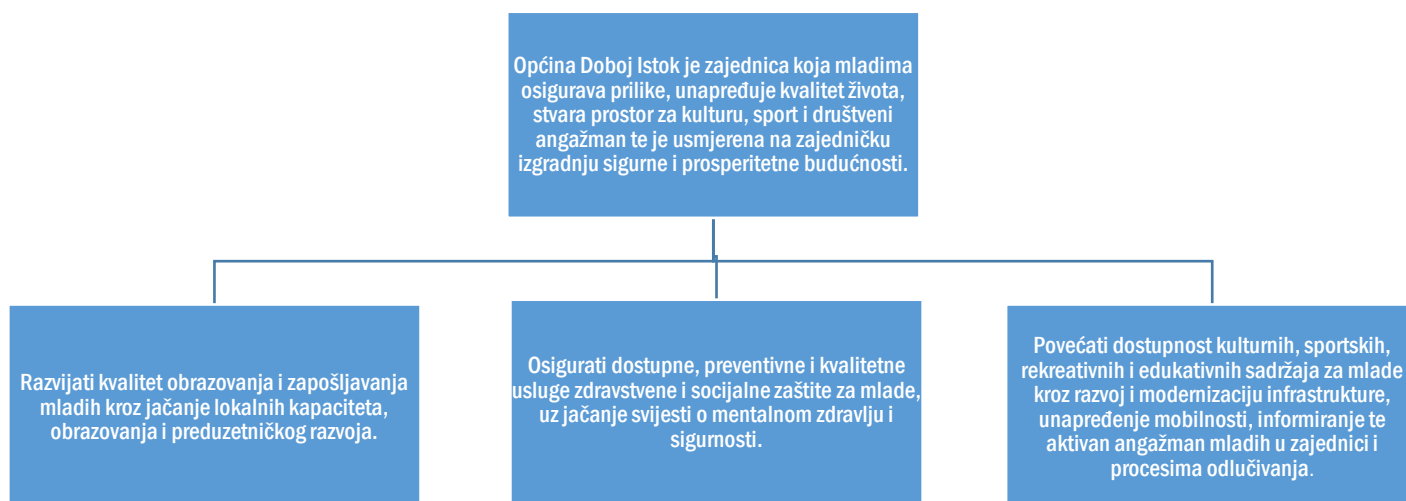 Općina Doboj Istok je zajednica koja mladima
osigurava prilike, unapređuje kvalitet života,
stvara prostor za kulturu, sport i društveni
angažman te je usmjerena na zajedničku
izgradnju sigurne i prosperitetne budućnosti.
Razvijati kvalitet obrazovanja i zapošljavanja
mladih kroz jačanje lokalnih kapaciteta,
obrazovanja i preduzetničkog razvoja.
Osigurati dostupne, preventivne i kvalitetne
usluge zdravstvene i socijalne zaštite za mlade,
uz jačanje svijesti o mentalnom zdravlju i
sigurnosti.
Povećati dostupnost kulturnih, sportskih,
rekreativnih i edukativnih sadržaja za mlade
kroz razvoj i modernizaciju infrastrukture,
unapređenje mobilnosti, informiranje te
aktivan angažman mladih u zajednici i
procesima odlučivanja.